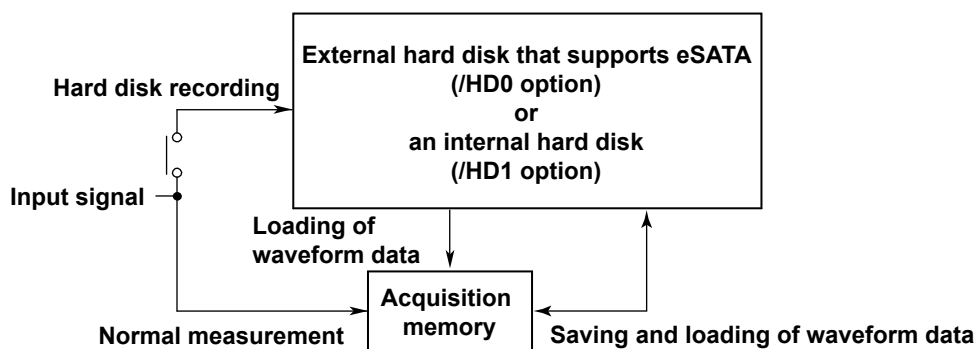 External hard disk that supports eSATA
(/HD0 option)
or
an internal hard disk
(/HD1 option)
Hard disk recording
Input signal
Loading of
waveform data
Acquisition
memory
Normal measurement
Saving and loading of waveform data